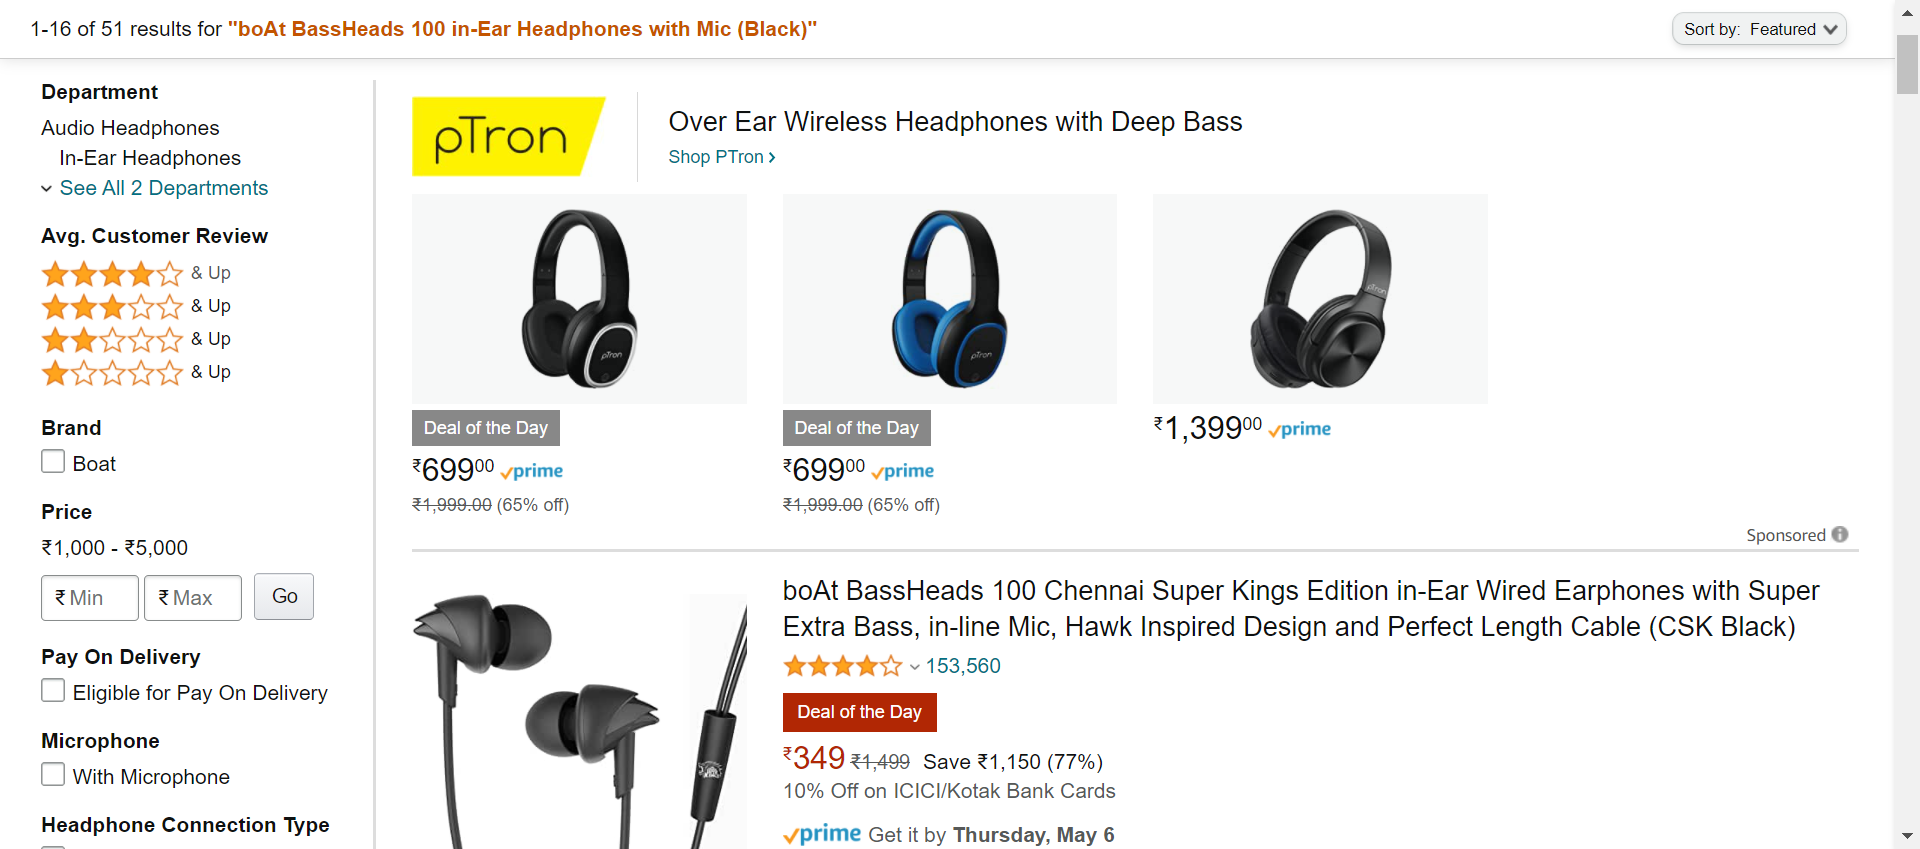 1-16 of 51 results for "boAt BassHeads 100 in-Ear Headphones with Mic (Black)"
Sort by: Featured
Department
Audio Headphones
In-Ear Headphones
See All 2 Departments
Avg. Customer Review
& Up
& Up
& Up
& Up
Brand
Boat
Price
₹1,000 - ₹5,000
₹ Min
₹ Max
Go
Pay On Delivery
Eligible for Pay On Delivery
Microphone
With Microphone
Headphone Connection Type
pTron
Over Ear Wireless Headphones with Deep Bass
Shop PTron ›
pTron
pTron
pTron
Deal of the Day
₹69900 prime
₹1,999.00 (65% off)
Deal of the Day
₹69900 prime
₹1,999.00 (65% off)
₹1,39900 prime
Sponsored
boAt BassHeads 100 Chennai Super Kings Edition in-Ear Wired Earphones with Super
Extra Bass, in-line Mic, Hawk Inspired Design and Perfect Length Cable (CSK Black)
153,560
Deal of the Day
₹349 ₹1,499 Save ₹1,150 (77%)
10% Off on ICICI/Kotak Bank Cards
prime Get it by Thursday, May 6